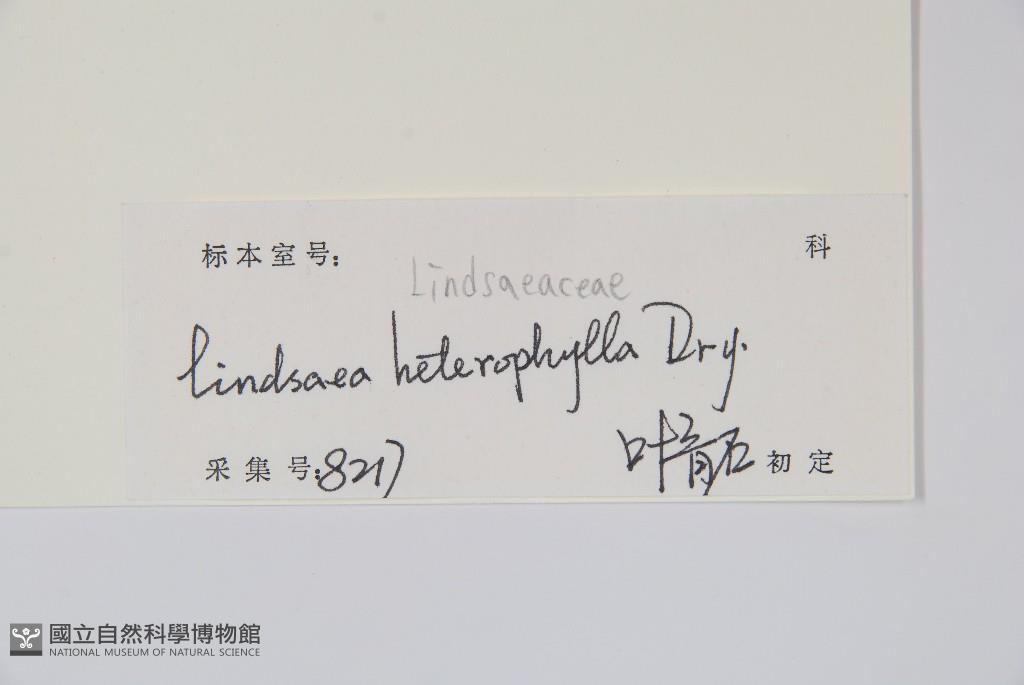 标本室号: 科
Lindsaeaceae
Lindsaea heterophylla Dry.
采集号:8217 叶 初定
國立自然科學博物館
NATIONAL MUSEUM OF NATURAL SCIENCE